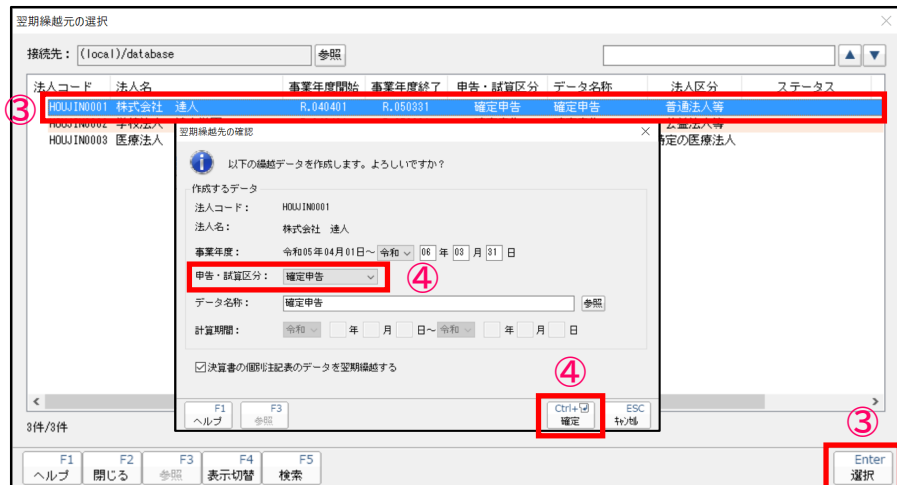 翌期繰越元の選択
接続先： (local)/database 参照
法人コード 法人名 事業年度開始 事業年度終了 申告・試算区分 データ名称 法人区分 ステータス
③ HOUJIN0001 株式会社 達人 R.040401 R.050331 確定申告 確定申告 普通法人等
HOUJIN0002 学校法人 公益法人等
HOUJIN0003 医療法人 特定の医療法人
翌期繰越先の確認
以下の繰越データを作成します。よろしいですか？
作成するデータ
法人コード： HOUJIN0001
法人名： 株式会社 達人
事業年度： 令和05年04月01日～ 令和 06 年 03 月 31 日
申告・試算区分： 確定申告 ④
データ名称： 確定申告 参照
計算期間： 令和 年 月 日～ 令和 年 月 日
決算書の個別注記表のデータを翌期繰越する
④
F1 ヘルプ F3 参照 Ctrl+ 確定 ESC ｷｬﾝｾﾙ
3件/3件
③
F1 ヘルプ F2 閉じる F3 参照 F4 表示切替 F5 検索 Enter 選択